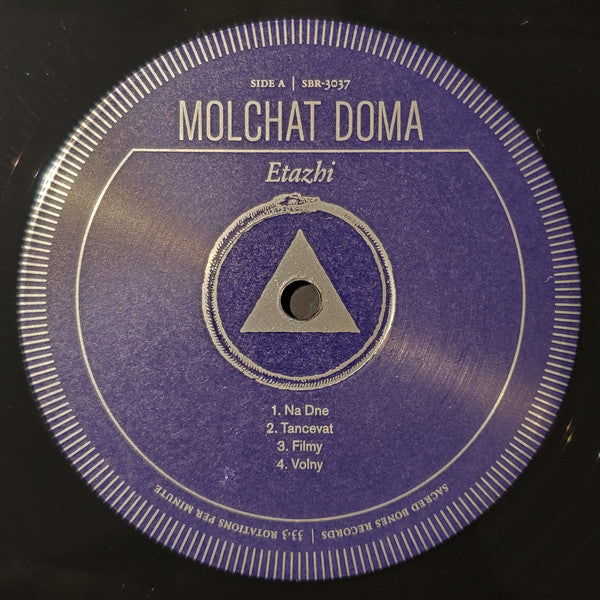 SIDE A | SBR-3037
MOLCHAT DOMA
Etazhi
1. Na Dne
2. Tancevat
3. Filmy
4. Volny
SACRED BONES RECORDS | 33.3 ROTATIONS PER MINUTE